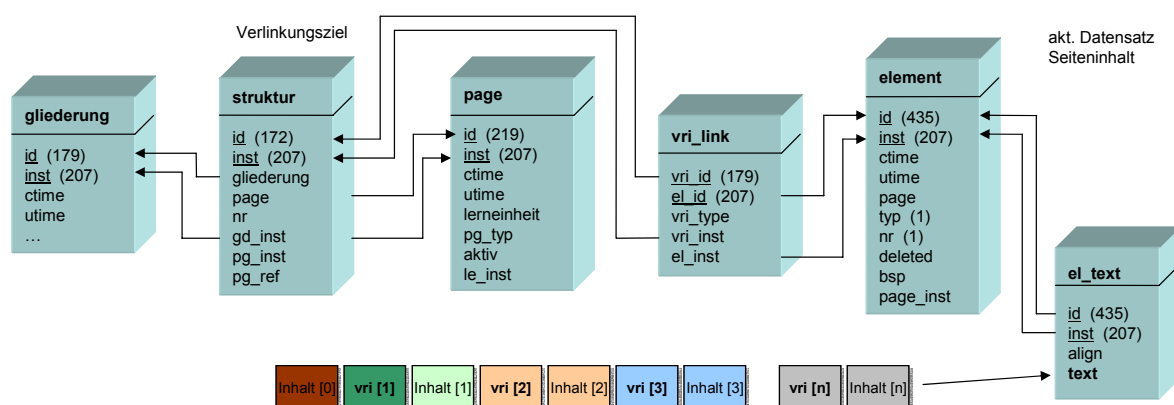 Verlinkungsziel
akt. Datensatz
Seiteninhalt
gliederung
id (179)
inst (207)
ctime
utime
...
struktur
id (172)
inst (207)
gliederung
page
nr
gd_inst
pg_inst
pg_ref
page
id (219)
inst (207)
ctime
utime
lerneinheit
pg_typ
aktiv
le_inst
vri_link
vri_id (179)
el_id (207)
vri_type
vri_inst
el_inst
element
id (435)
inst (207)
ctime
utime
page
typ (1)
nr (1)
deleted
bsp
page_inst
el_text
id (435)
inst (207)
align
text
Inhalt [0] vri [1] Inhalt [1] vri [2] Inhalt [2] vri [3] Inhalt [3] vri [n] Inhalt [n]